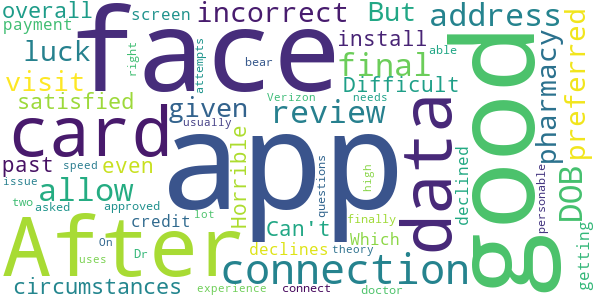 overall
screen
incorrect
But
address
payment
face
right
attempts
luck
bear
install
able
visit
final
satisfied
given
Verizon
needs
Difficult
review
usually
card
app
data
good
pharmacy
preferred
past
speed
even
Horrible
questions
high
declined
DOB
personable
getting
issue
allow
two
asked
approved
credit
lot
Can't
finally
Which
After
On
Dr
declines
theory
connection
uses
circumstances
experience
connect
doctor